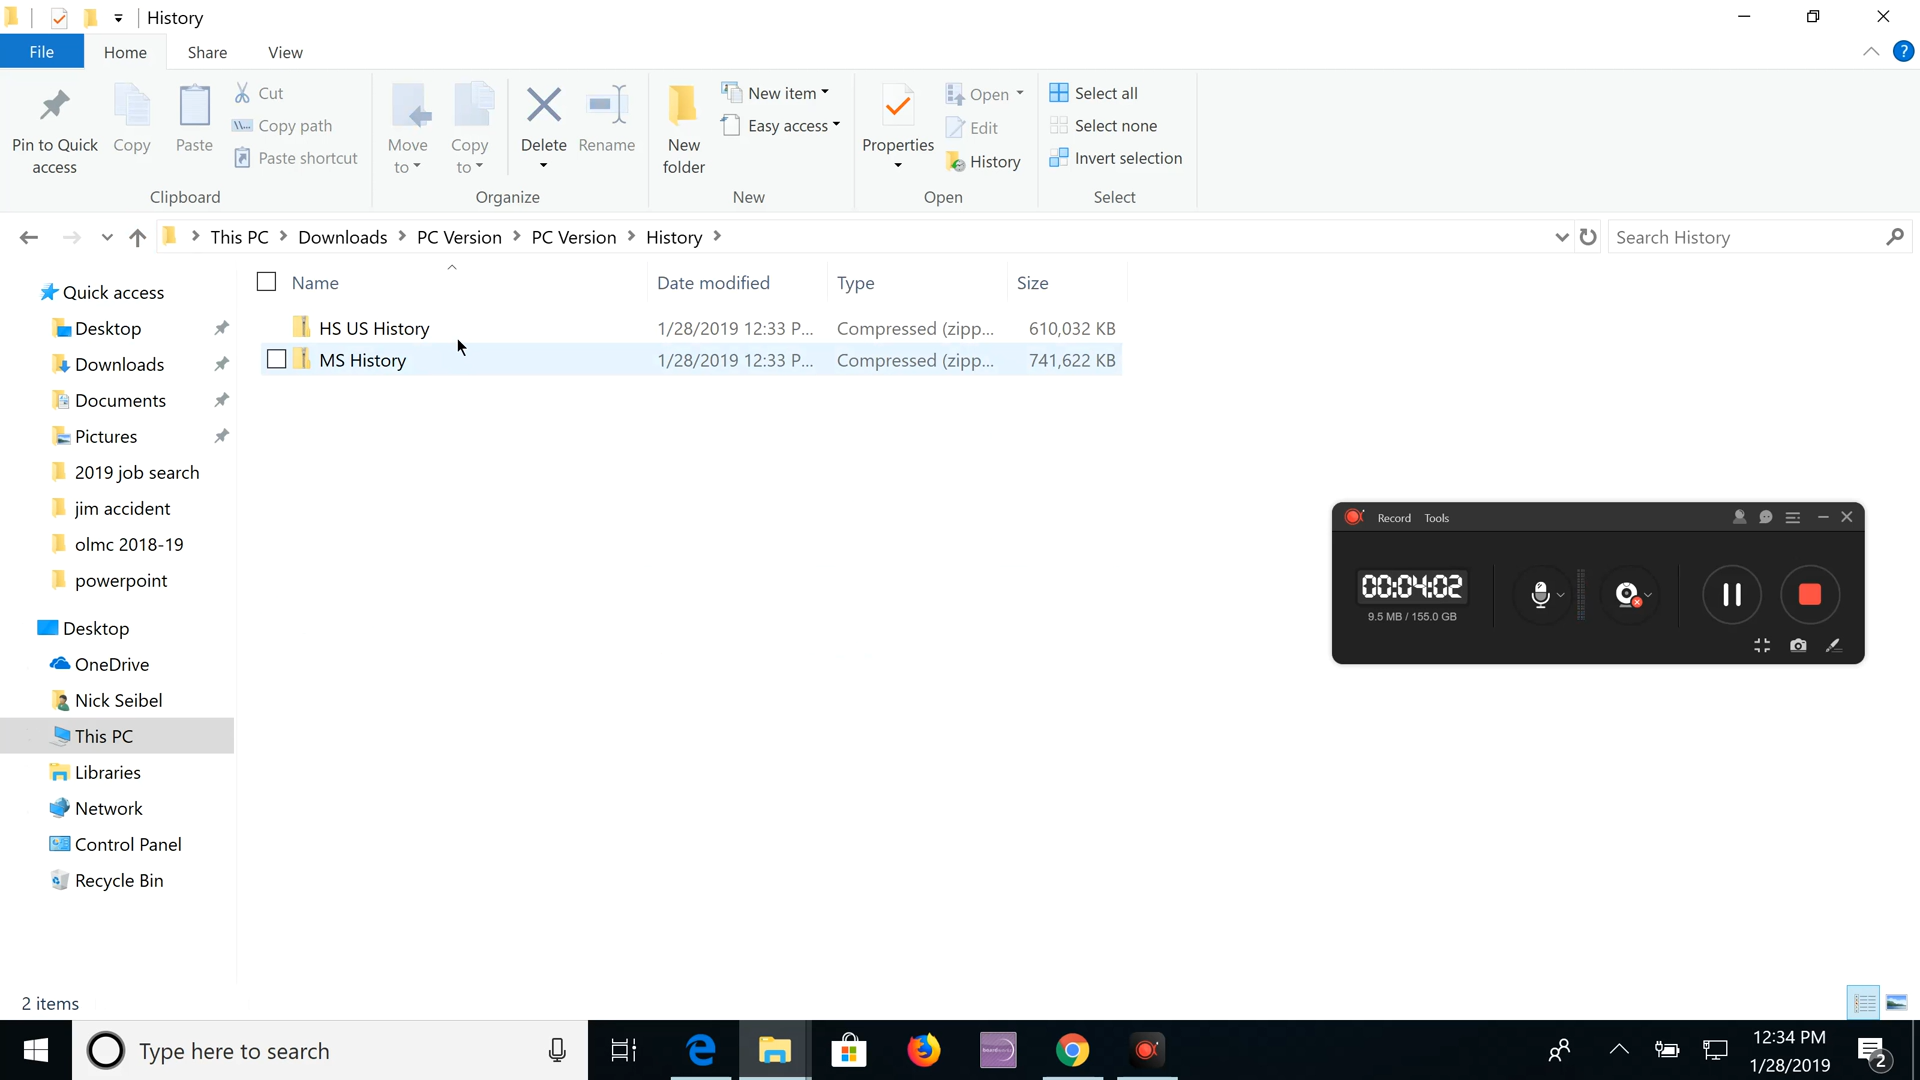 History
File Home Share View
Pin to Quick access
Copy
Paste
Cut
Copy path
Paste shortcut
Clipboard
Move to
Copy to
Delete
Rename
Organize
New folder
New item
Easy access
New
Properties
Open
Edit
History
Open
Select all
Select none
Invert selection
Select
This PC > Downloads > PC Version > PC Version > History >
Search History
Name Date modified Type Size
HS US History 1/28/2019 12:33 P... Compressed (zipp... 610,032 KB
MS History 1/28/2019 12:33 P... Compressed (zipp... 741,622 KB
Quick access
Desktop
Downloads
Documents
Pictures
2019 job search
jim accident
olmc 2018-19
powerpoint
Desktop
OneDrive
Nick Seibel
This PC
Libraries
Network
Control Panel
Recycle Bin
Record Tools
00:04:02
9.5 MB / 155.0 GB
2 items
Type here to search
12:34 PM
1/28/2019
2